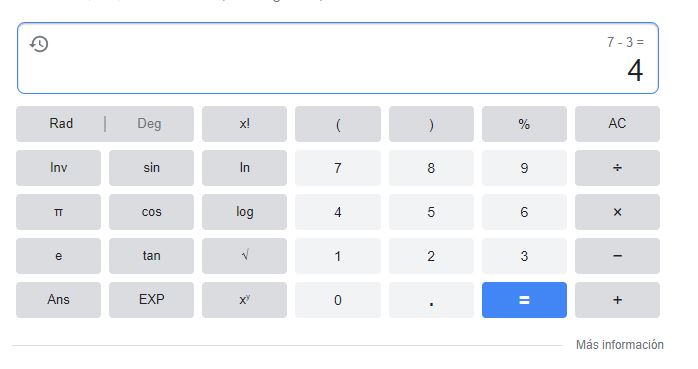 7 - 3 =
4
Rad | Deg x! ( ) % AC
Inv sin ln 7 8 9 ÷
π cos log 4 5 6 ×
e tan √ 1 2 3 −
Ans EXP xʸ 0 . = +
Más información